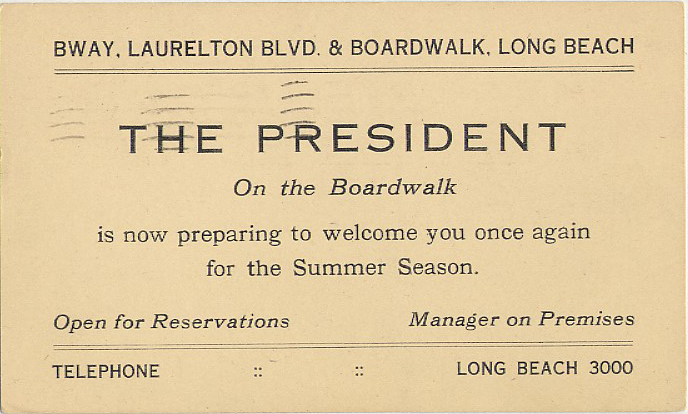 BWAY, LAURELTON BLVD. & BOARDWALK, LONG BEACH
THE PRESIDENT
On the Boardwalk
is now preparing to welcome you once again
for the Summer Season.
Open for Reservations Manager on Premises
TELEPHONE :: :: LONG BEACH 3000